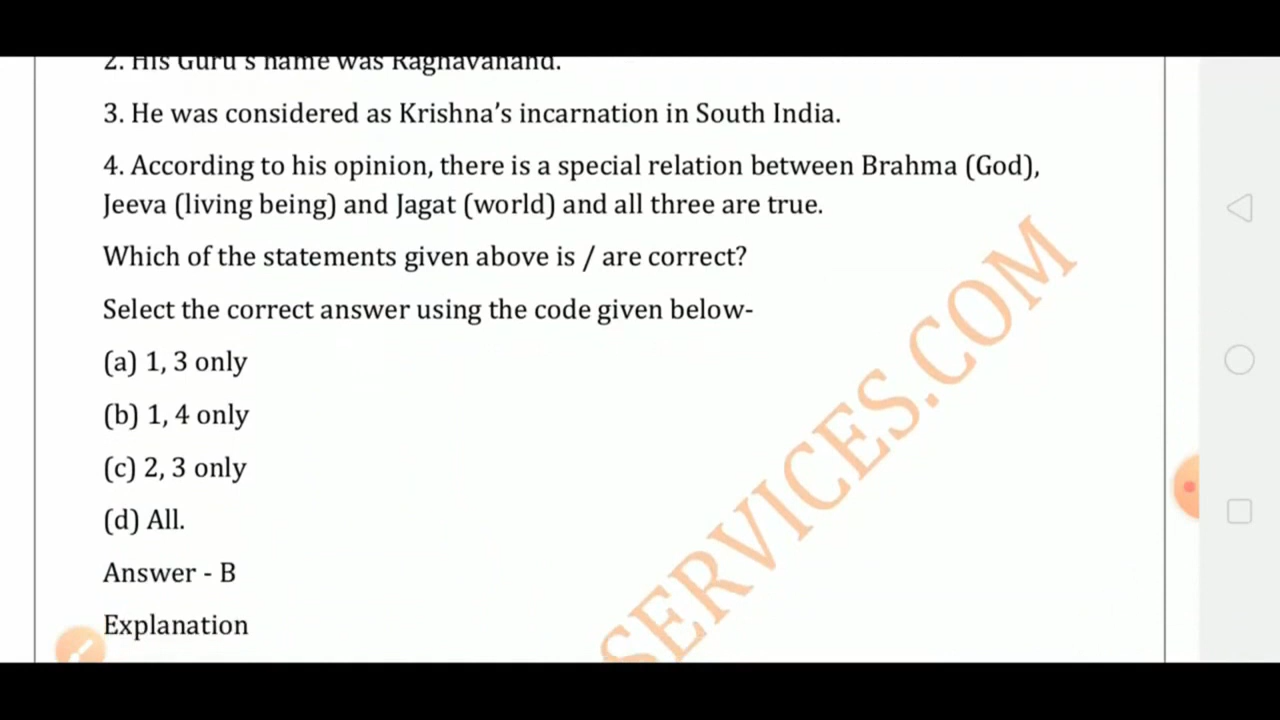 2. His Guru's name was Raghavanand.
3. He was considered as Krishna’s incarnation in South India.
4. According to his opinion, there is a special relation between Brahma (God),
Jeeva (living being) and Jagat (world) and all three are true.
Which of the statements given above is / are correct?
Select the correct answer using the code given below-
(a) 1, 3 only
(b) 1, 4 only
(c) 2, 3 only
(d) All.
Answer - B
Explanation
SERVICES.COM